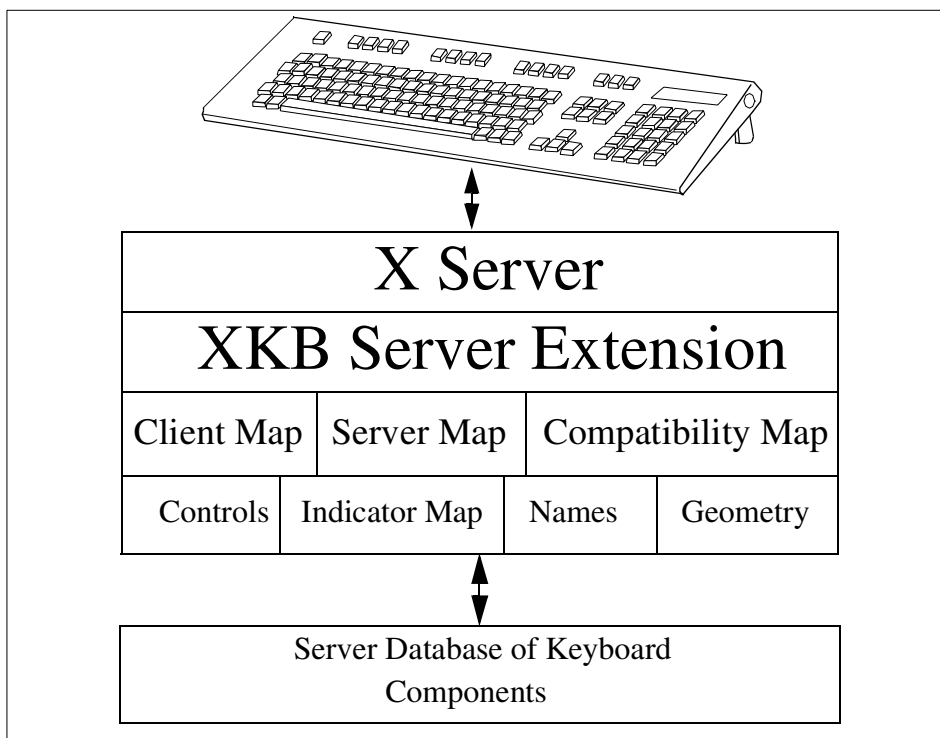 X Server
XKB Server Extension
Client Map Server Map Compatibility Map
Controls Indicator Map Names Geometry
Server Database of Keyboard
Components